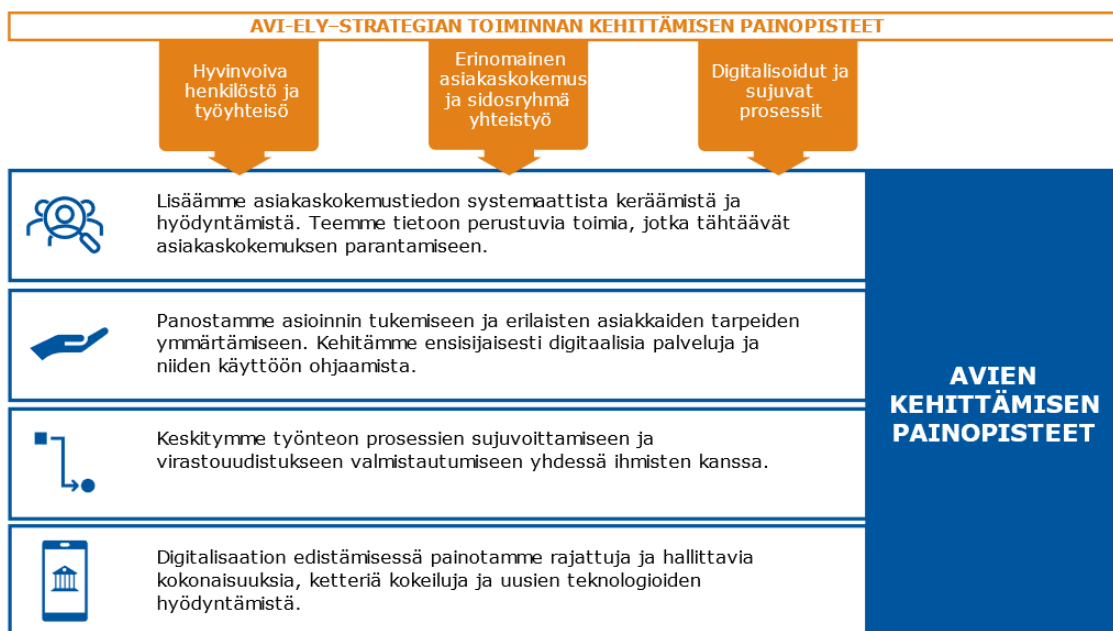 AVI-ELY–STRATEGIAN TOIMINNAN KEHITTÄMISEN PAINOPISTEET
Hyvinvoiva
henkilöstö ja
työyhteisö
Erinomainen
asiakaskokemus
ja sidosryhmä
yhteistyö
Digitalisoidut ja
sujuvat
prosessit
Lisäämme asiakaskokemustiedon systemaattista keräämistä ja
hyödyntämistä. Teemme tietoon perustuvia toimia, jotka tähtäävät
asiakaskokemuksen parantamiseen.
Panostamme asioinnin tukemiseen ja erilaisten asiakkaiden tarpeiden
ymmärtämiseen. Kehitämme ensisijaisesti digitaalisia palveluja ja
niiden käyttöön ohjaamista.
Keskitymme työnteon prosessien sujuvoittamiseen ja
virastouudistukseen valmistautumiseen yhdessä ihmisten kanssa.
Digitalisaation edistämisessä painotamme rajattuja ja hallittavia
kokonaisuuksia, ketteriä kokeiluja ja uusien teknologioiden
hyödyntämistä.
AVIEN
KEHITTÄMISEN
PAINOPISTEET